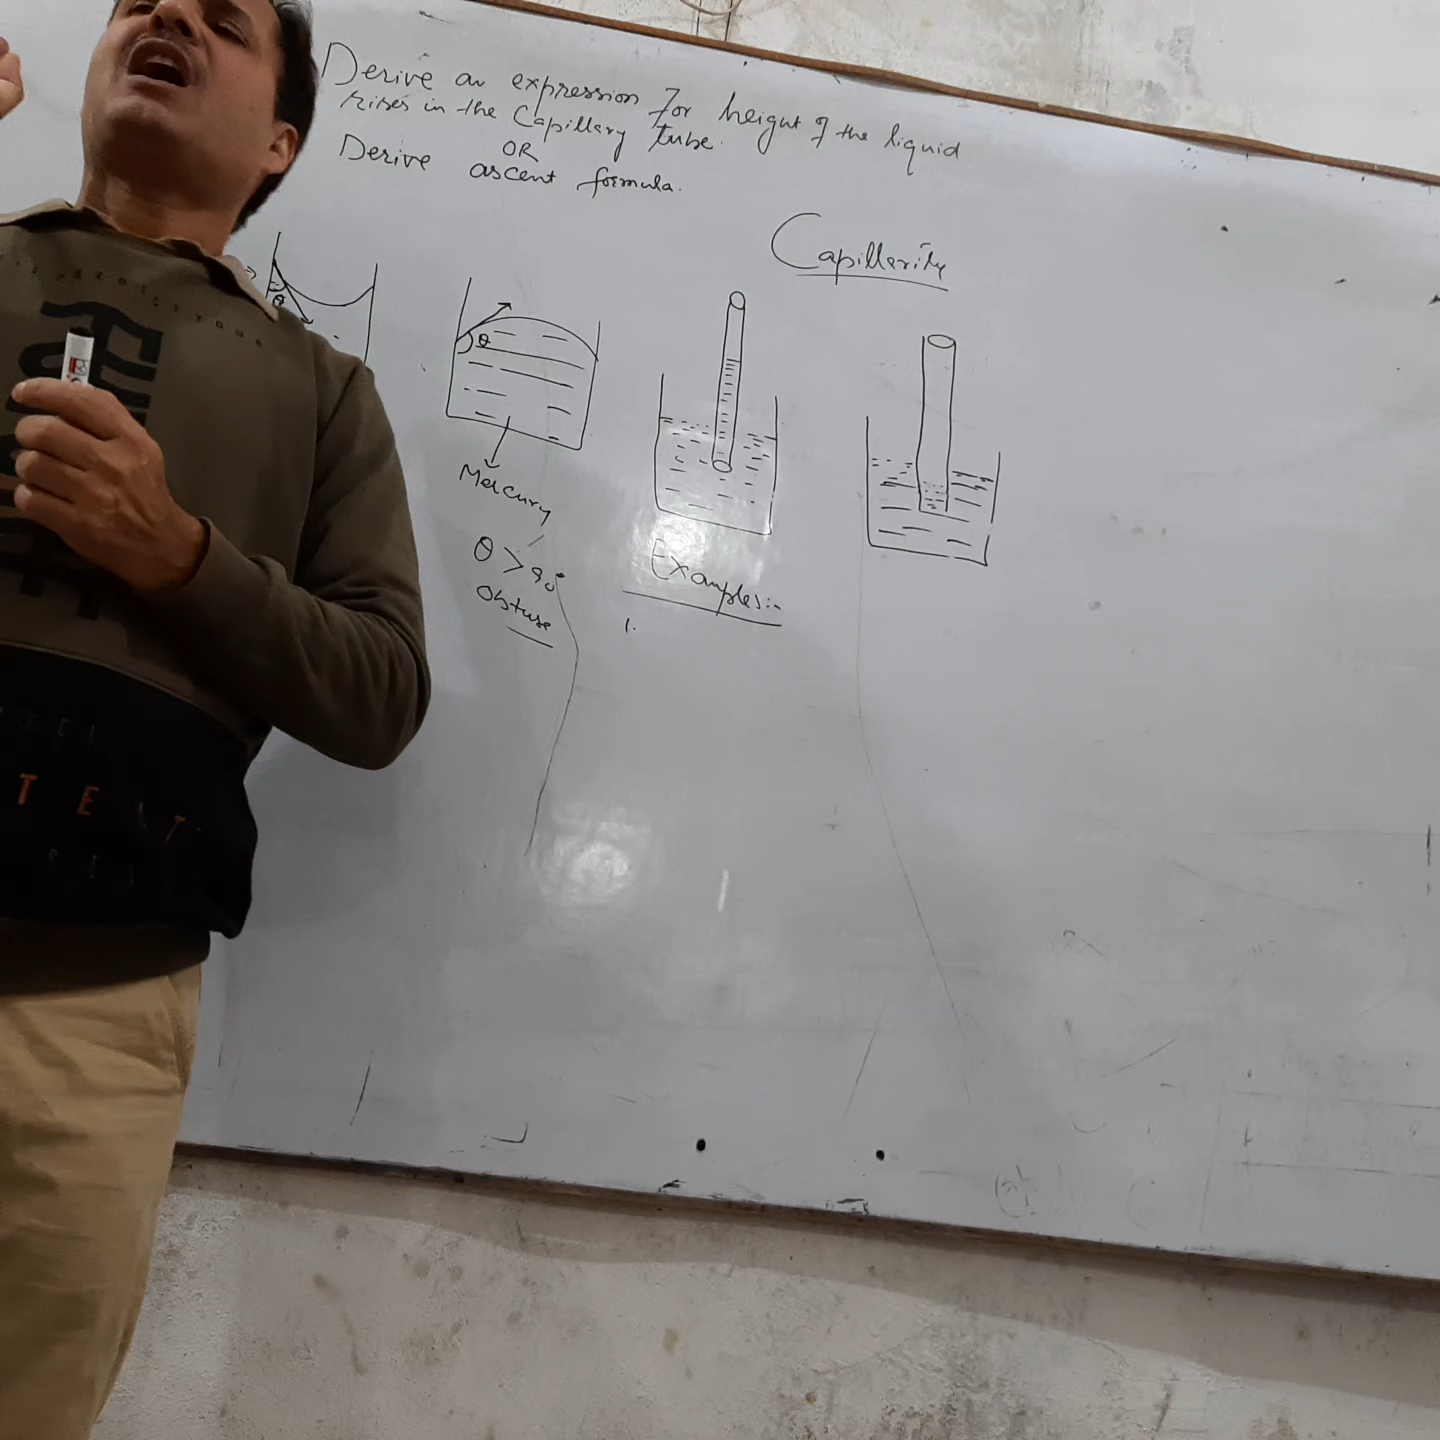 Derive an expression for height of the liquid
rises in the Capillary tube.
OR
Derive ascent formula.
Capillarity
θ
θ
Mercury
θ > 90°
Obtuse
Examples:-
1.
T E T